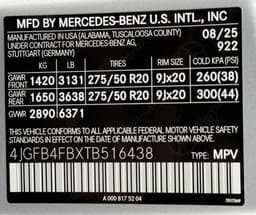 MFD BY MERCEDES-BENZ U.S. INTL., INC
MANUFACTURED IN USA (ALABAMA, TUSCALOOSA COUNTY) 08/25
UNDER CONTRACT FOR MERCEDES-BENZ AG, 922
STUTTGART, GERMANY
KG LB TIRES RIM SIZE COLD KPA (PSI)
GAWR FRONT 1420 3131 275/50 R20 9Jx20 260(38)
GAWR REAR 1650 3638 275/50 R20 9Jx20 300(44)
GVWR 2890 6371
THIS VEHICLE CONFORMS TO ALL APPLICABLE FEDERAL MOTOR VEHICLE SAFETY
STANDARDS IN EFFECT ON THE DATE OF MANUFACTURE SHOWN ABOVE.
4JGFB4FBXTB516438 TYPE: MPV
A 000 817 52 04